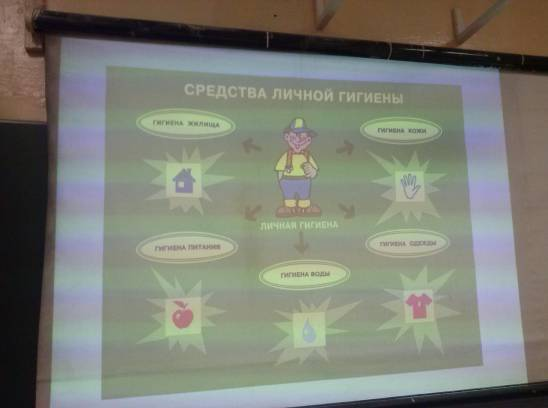 СРЕДСТВА ЛИЧНОЙ ГИГИЕНЫ
ГИГИЕНА ЖИЛИЩА
ГИГИЕНА КОЖИ
ЛИЧНАЯ ГИГИЕНА
ГИГИЕНА ПИТАНИЯ
ГИГИЕНА ОДЕЖДЫ
ГИГИЕНА ВОДЫ